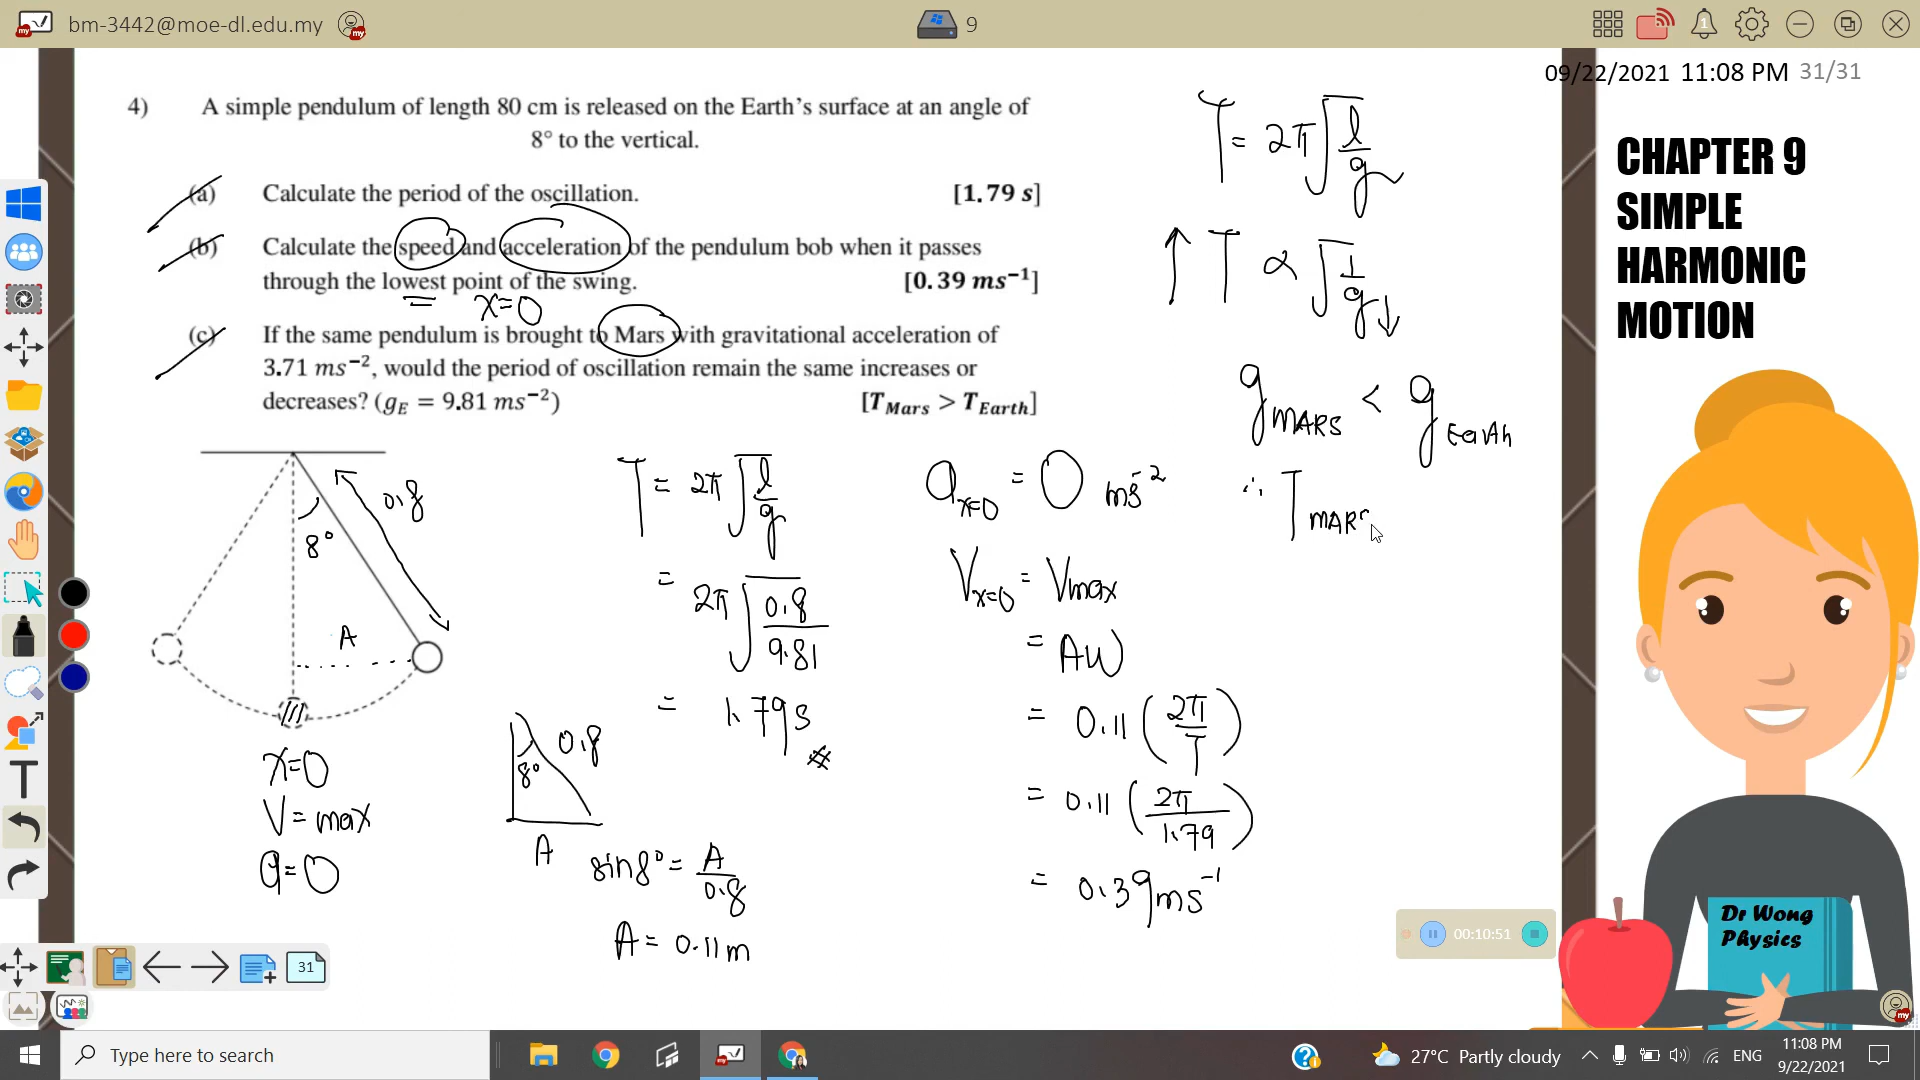 bm-3442@moe-dl.edu.my
9
09/22/2021 11:08 PM 31/31
4) A simple pendulum of length 80 cm is released on the Earth's surface at an angle of
8° to the vertical.
(a) Calculate the period of the oscillation. [1.79 s]
(b) Calculate the speed and acceleration of the pendulum bob when it passes
through the lowest point of the swing. [0.39 ms⁻¹]
x=0
(c) If the same pendulum is brought to Mars with gravitational acceleration of
3.71 ms⁻², would the period of oscillation remain the same increases or
decreases? (g_E = 9.81 ms⁻²) [T_Mars > T_Earth]
0.8
8°
A
x=0
V = max
a=0
T = 2π√(l/g)
= 2π√(0.8/9.81)
= 1.79s
0.8
8°
A
sin8° = A/0.8
A = 0.11m
a_x=0 = 0 ms⁻²
V_x=0 = Vmax
= Aω
= 0.11 (2π/T)
= 0.11 (2π/1.79)
= 0.39ms⁻¹
T = 2π√(l/g)
↑ T ∝ √(1/g)↓
g_MARS < g_Earth
∴ T_MARS
CHAPTER 9
SIMPLE
HARMONIC
MOTION
Dr Wong
Physics
00:10:51
31
Type here to search
27°C Partly cloudy
ENG
11:08 PM
9/22/2021